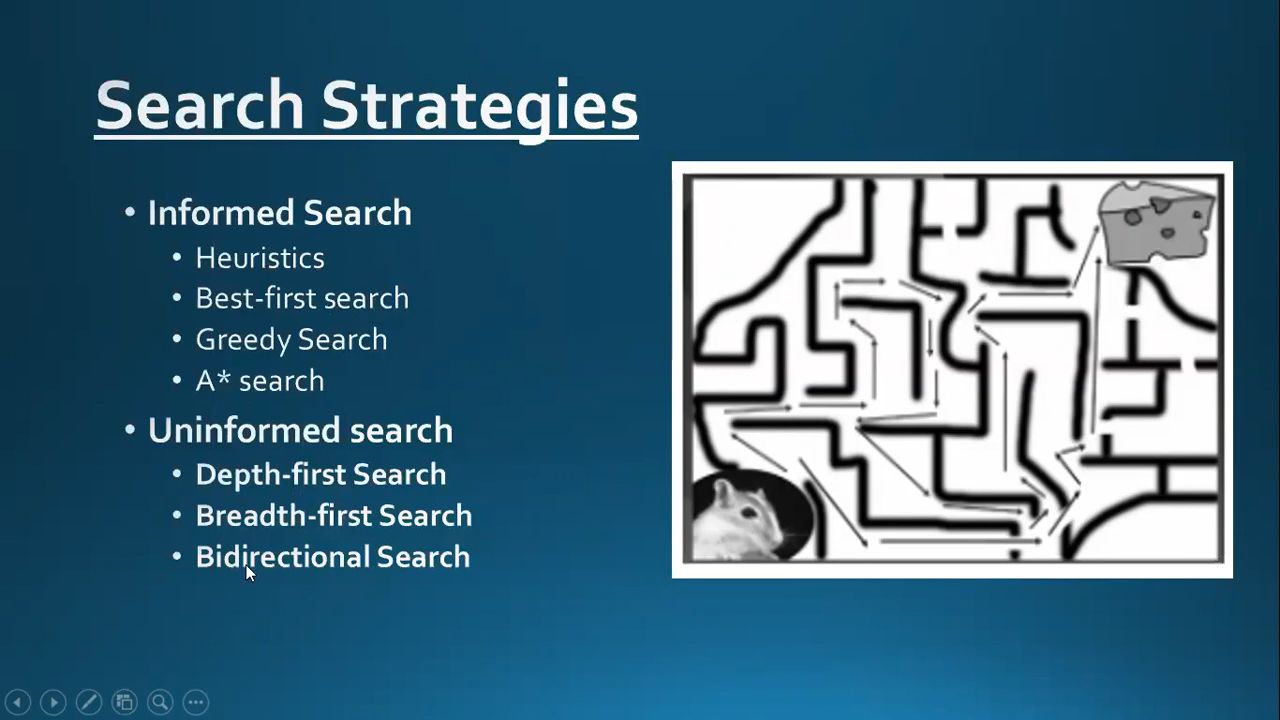 Search Strategies
• Informed Search
• Heuristics
• Best-first search
• Greedy Search
• A* search
• Uninformed search
• Depth-first Search
• Breadth-first Search
• Bidirectional Search